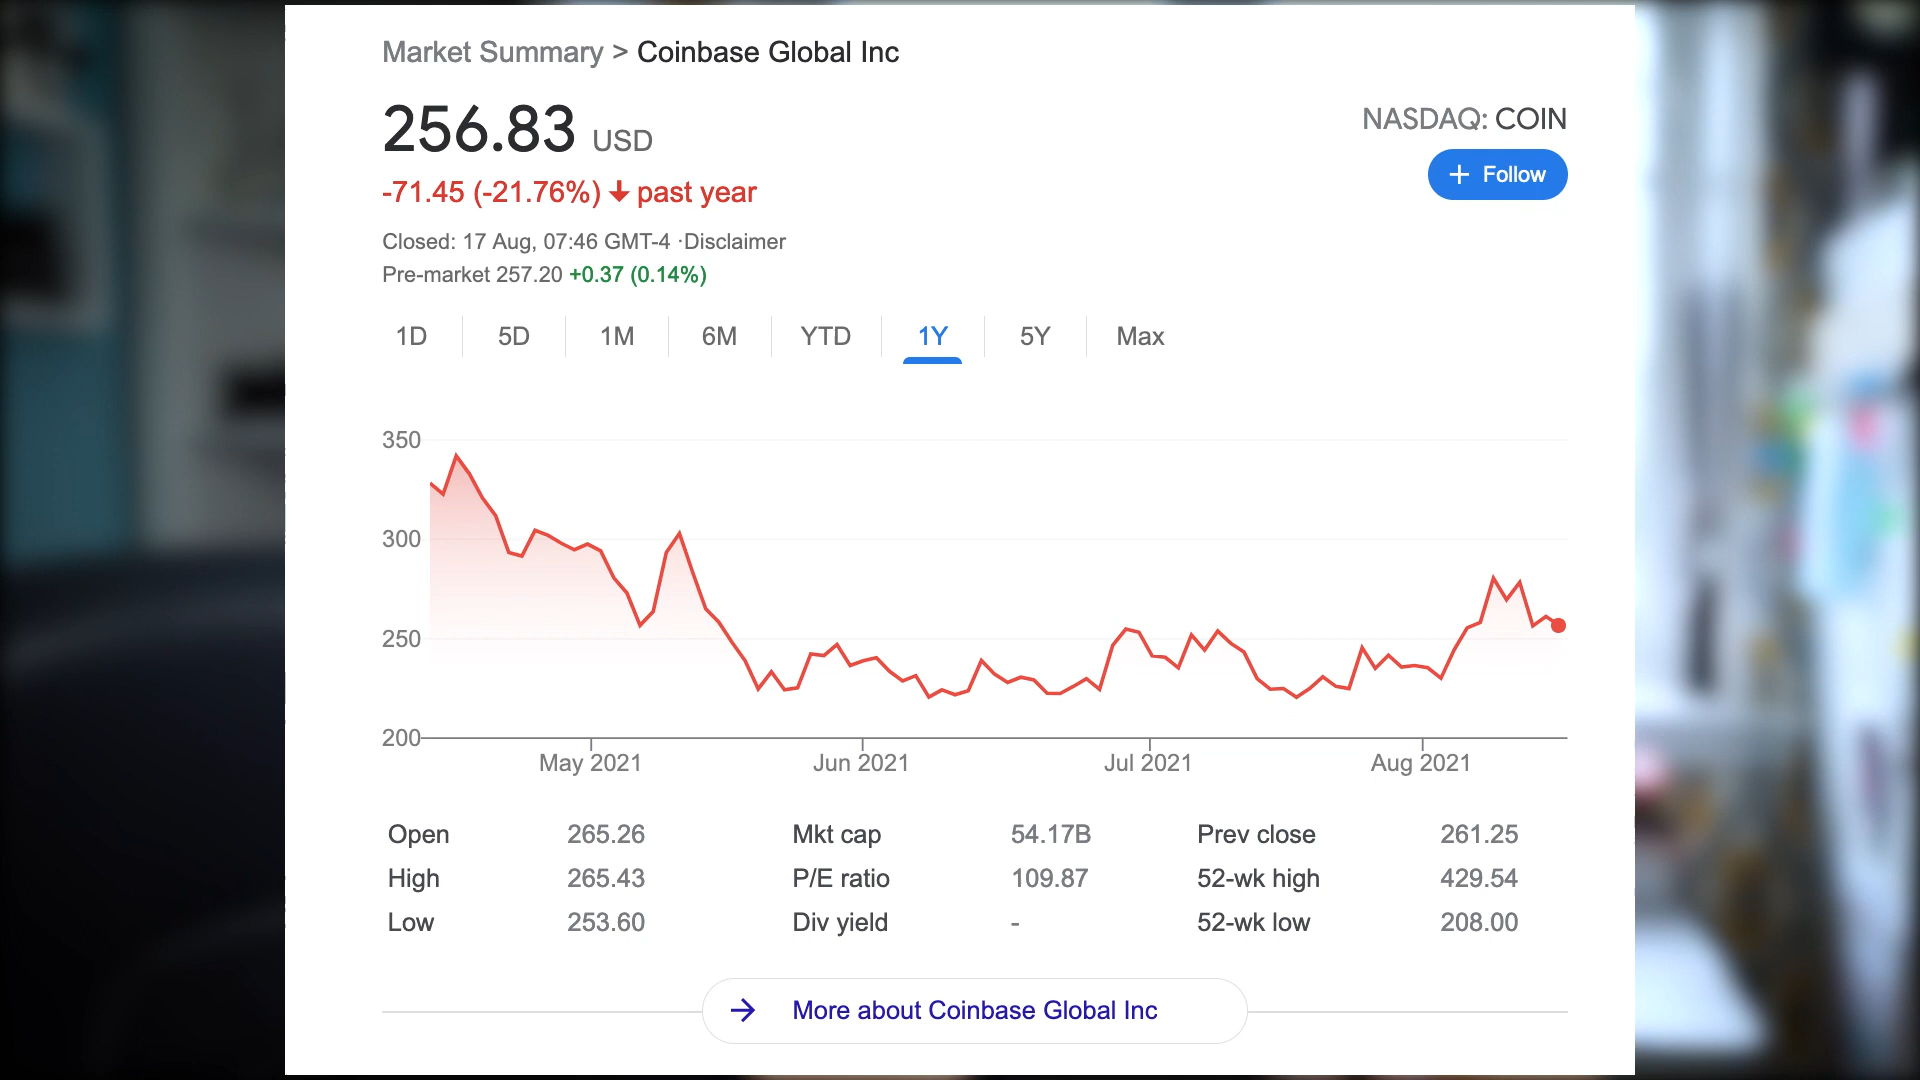 Market Summary > Coinbase Global Inc
256.83 USD
NASDAQ: COIN
+ Follow
-71.45 (-21.76%) ↓ past year
Closed: 17 Aug, 07:46 GMT-4 ·Disclaimer
Pre-market 257.20 +0.37 (0.14%)
1D 5D 1M 6M YTD 1Y 5Y Max
350
300
250
200
May 2021 Jun 2021 Jul 2021 Aug 2021
Open 265.26 Mkt cap 54.17B Prev close 261.25
High 265.43 P/E ratio 109.87 52-wk high 429.54
Low 253.60 Div yield - 52-wk low 208.00
→ More about Coinbase Global Inc